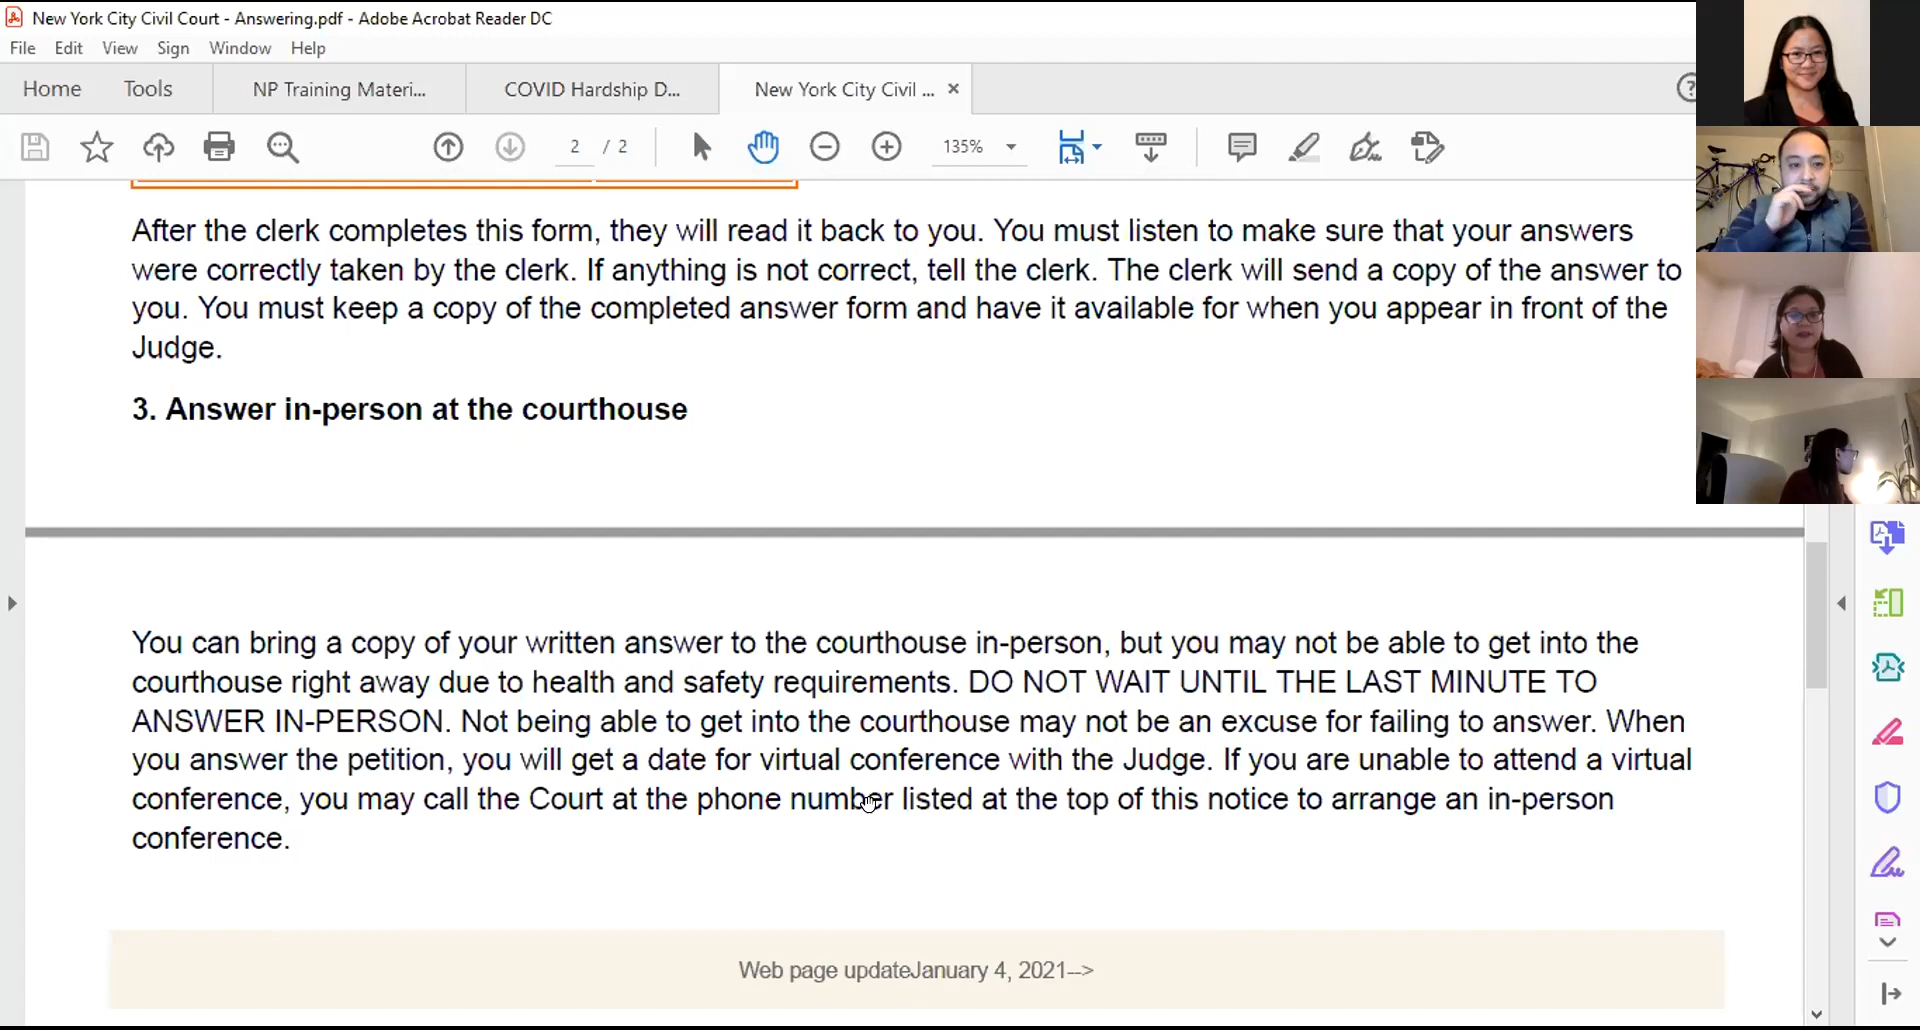 New York City Civil Court - Answering.pdf - Adobe Acrobat Reader DC
File Edit View Sign Window Help
Home Tools NP Training Materi... COVID Hardship D... New York City Civil ... ×
2 / 2 135%
After the clerk completes this form, they will read it back to you. You must listen to make sure that your answers
were correctly taken by the clerk. If anything is not correct, tell the clerk. The clerk will send a copy of the answer to
you. You must keep a copy of the completed answer form and have it available for when you appear in front of the
Judge.
3. Answer in-person at the courthouse
You can bring a copy of your written answer to the courthouse in-person, but you may not be able to get into the
courthouse right away due to health and safety requirements. DO NOT WAIT UNTIL THE LAST MINUTE TO
ANSWER IN-PERSON. Not being able to get into the courthouse may not be an excuse for failing to answer. When
you answer the petition, you will get a date for virtual conference with the Judge. If you are unable to attend a virtual
conference, you may call the Court at the phone number listed at the top of this notice to arrange an in-person
conference.
Web page updateJanuary 4, 2021-->